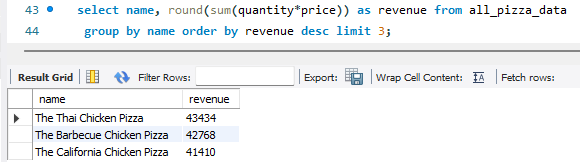 43 select name, round(sum(quantity*price)) as revenue from all_pizza_data
44 group by name order by revenue desc limit 3;
Result Grid Filter Rows: Export: Wrap Cell Content: Fetch rows:
name revenue
The Thai Chicken Pizza 43434
The Barbecue Chicken Pizza 42768
The California Chicken Pizza 41410